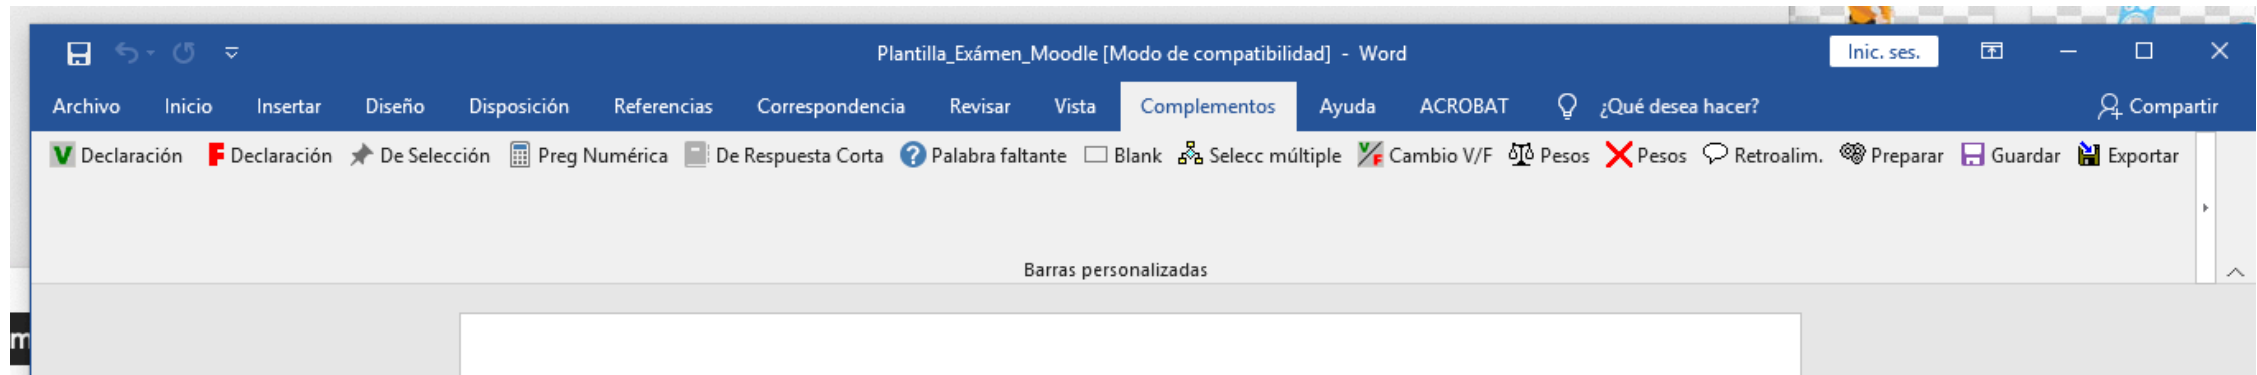 Plantilla_Exámen_Moodle [Modo de compatibilidad] - Word Inic. ses.
Archivo Inicio Insertar Diseño Disposición Referencias Correspondencia Revisar Vista Complementos Ayuda ACROBAT ¿Qué desea hacer? Compartir
V Declaración F Declaración De Selección Preg Numérica De Respuesta Corta ? Palabra faltante Blank Selecc múltiple V/F Cambio V/F Pesos Pesos Retroalim. Preparar Guardar Exportar
Barras personalizadas
m